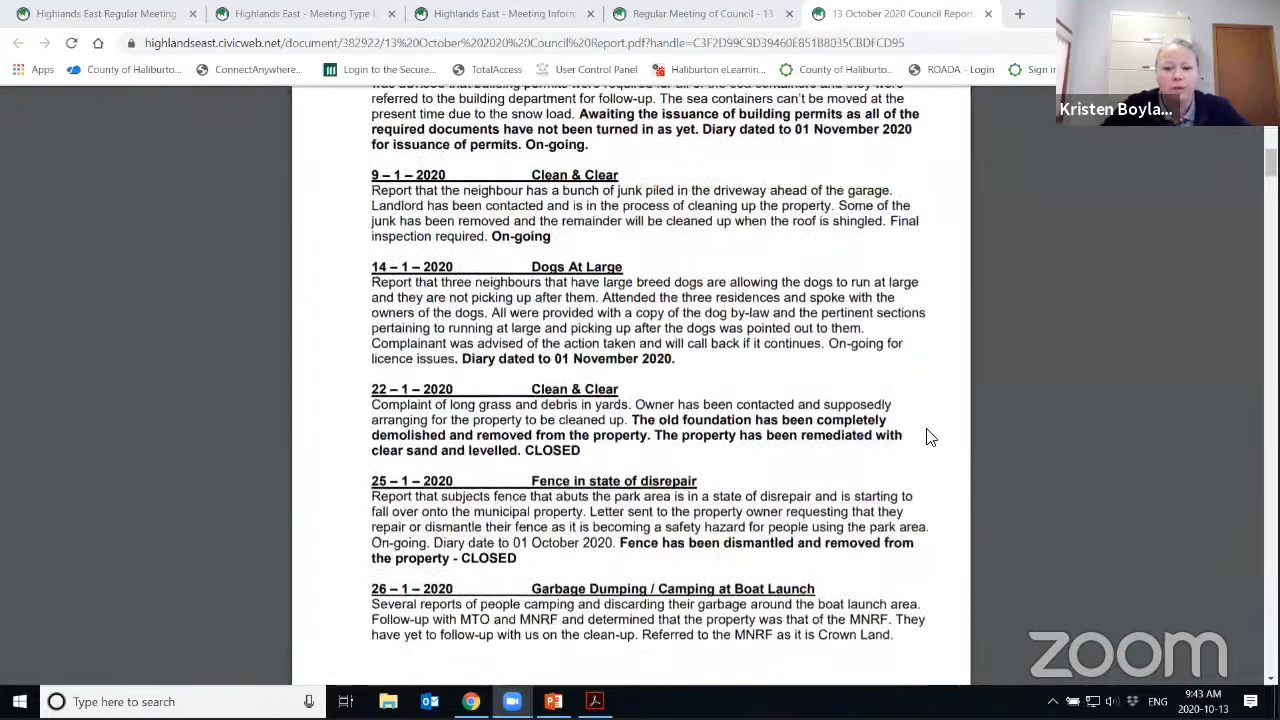 Highlands East - Regular Meeting
Highlands East - Meeting Type
Highlands East - Meeting Inform
Regular Meeting of Council - 13
13 October 2020 Council Report.
highlandseast.civicweb.net/document/382922/13%20October%202020%20Council%20Report.pdf?handle=C3F2D99C9D39460E851B8035CBDFCD95
Apps
County of Haliburto...
ConnectAnywhere
Login to the Secure...
TotalAccess
User Control Panel
Haliburton eLearnin...
County of Haliburto...
ROADA - Login
Sign in
Kristen Boyla...
was advised that building permits were required for all of the sea containers and they were
referred to the building department for follow-up. The sea containers can't be moved at the
present time due to the snow load. Awaiting the issuance of building permits as all of the
required documents have not been turned in as yet. Diary dated to 01 November 2020
for issuance of permits. On-going.
9 – 1 – 2020 Clean & Clear
Report that the neighbour has a bunch of junk piled in the driveway ahead of the garage.
Landlord has been contacted and is in the process of cleaning up the property. Some of the
junk has been removed and the remainder will be cleaned up when the roof is shingled. Final
inspection required. On-going
14 – 1 – 2020 Dogs At Large
Report that three neighbours that have large breed dogs are allowing the dogs to run at large
and they are not picking up after them. Attended the three residences and spoke with the
owners of the dogs. All were provided with a copy of the dog by-law and the pertinent sections
pertaining to running at large and picking up after the dogs was pointed out to them.
Complainant was advised of the action taken and will call back if it continues. On-going for
licence issues. Diary dated to 01 November 2020.
22 – 1 – 2020 Clean & Clear
Complaint of long grass and debris in yards. Owner has been contacted and supposedly
arranging for the property to be cleaned up. The old foundation has been completely
demolished and removed from the property. The property has been remediated with
clear sand and levelled. CLOSED
25 – 1 – 2020 Fence in state of disrepair
Report that subjects fence that abuts the park area is in a state of disrepair and is starting to
fall over onto the municipal property. Letter sent to the property owner requesting that they
repair or dismantle their fence as it is becoming a safety hazard for people using the park area.
On-going. Diary date to 01 October 2020. Fence has been dismantled and removed from
the property - CLOSED
26 – 1 – 2020 Garbage Dumping / Camping at Boat Launch
Several reports of people camping and discarding their garbage around the boat launch area.
Follow-up with MTO and MNRF and determined that the property was that of the MNRF. They
have yet to follow-up with us on the clean-up. Referred to the MNRF as it is Crown Land.
zoom
Type here to search
ENG
9:43 AM
2020-10-13